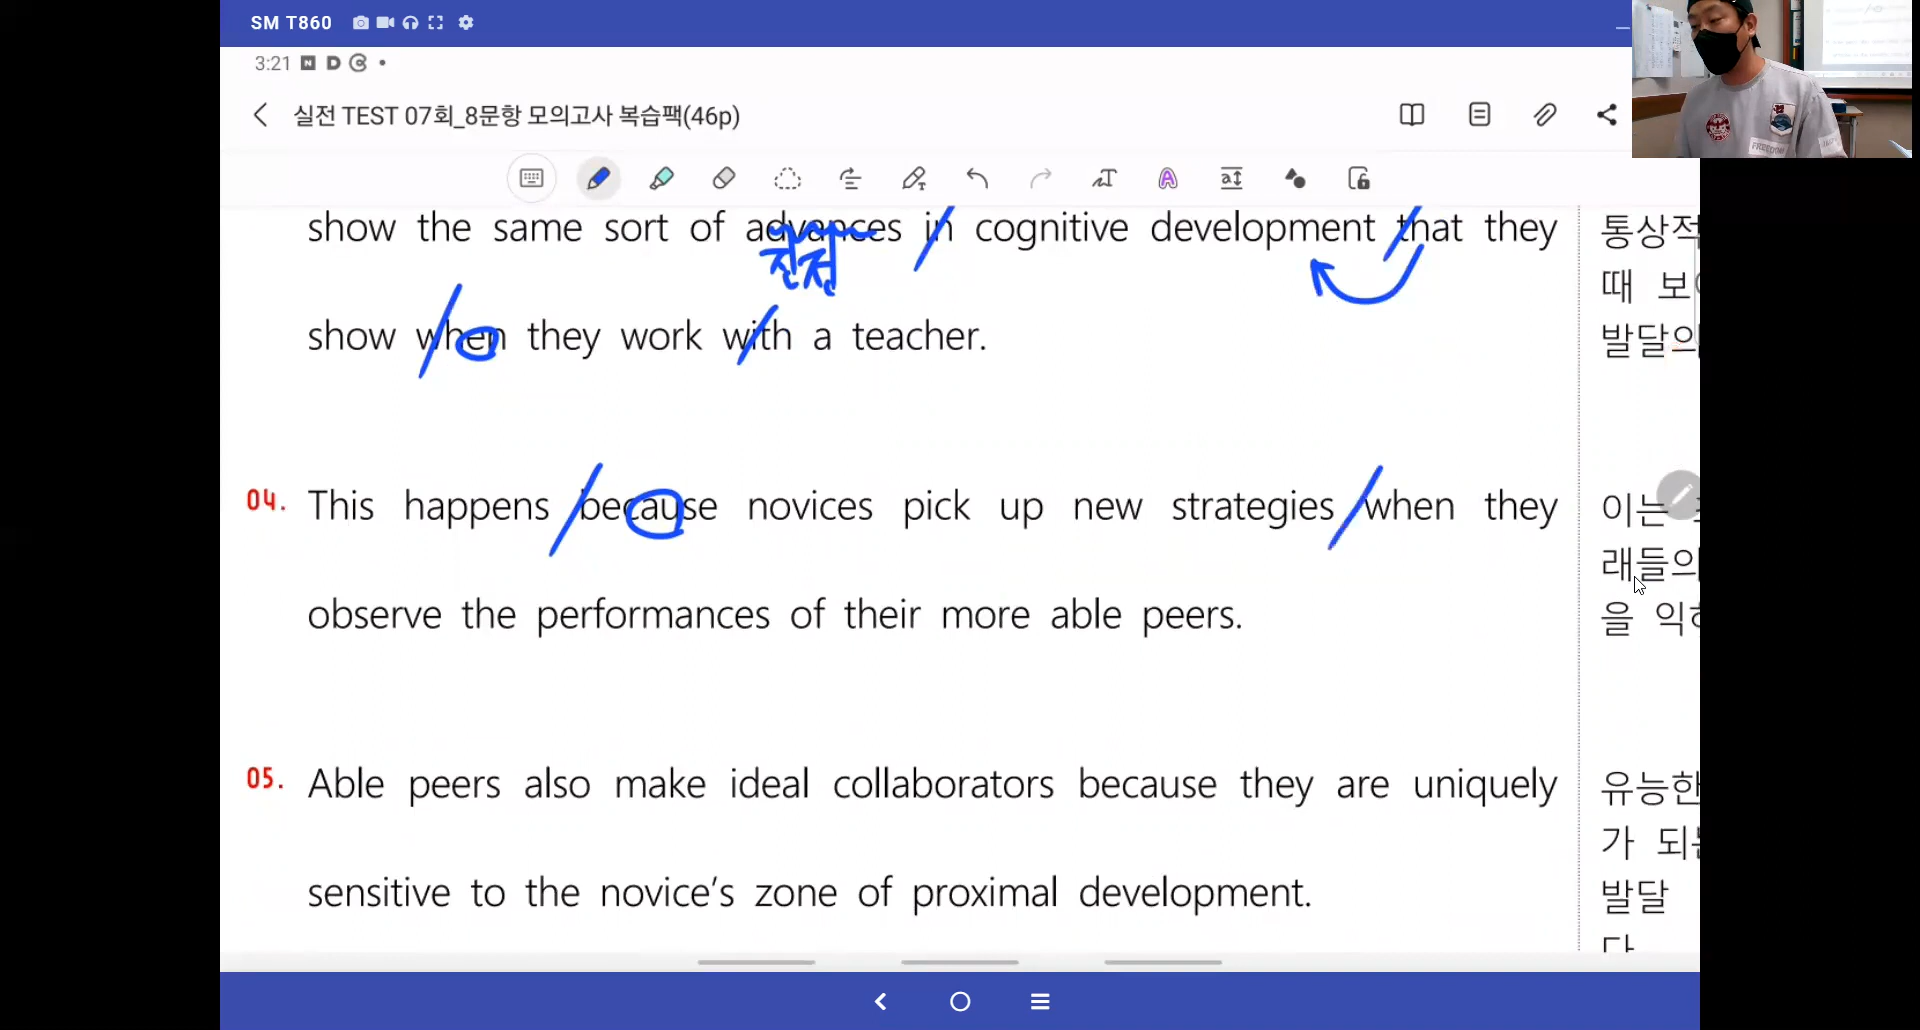 SM T860
3:21
실전 TEST 07회_8문항 모의고사 복습팩(46p)
show the same sort of advances in cognitive development that they
진전
show when they work with a teacher.
通상적
때 보
발달의
04. This happens because novices pick up new strategies when they
observe the performances of their more able peers.
이는
래들의
을 익히
05. Able peers also make ideal collaborators because they are uniquely
sensitive to the novice's zone of proximal development.
유능한
가 되는
발달
다